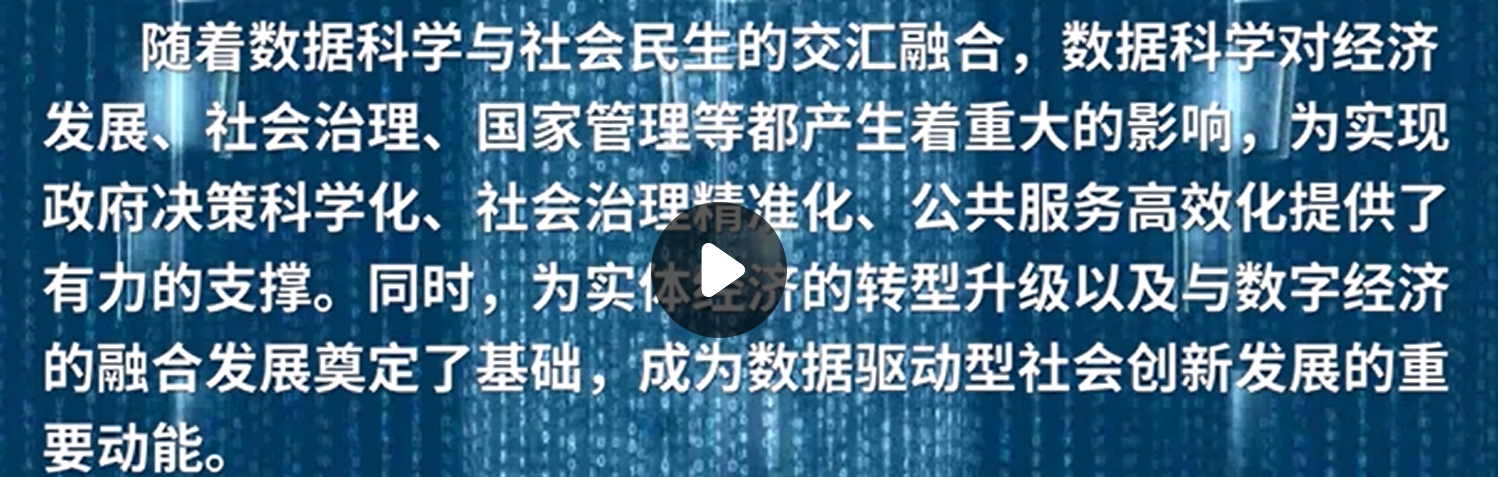 随着数据科学与社会民生的交汇融合，数据科学对经济
发展、社会治理、国家管理等都产生着重大的影响，为实现
政府决策科学化、社会治理精准化、公共服务高效化提供了
有力的支撑。同时，为实体经济的转型升级以及与数字经济
的融合发展奠定了基础，成为数据驱动型社会创新发展的重
要动能。